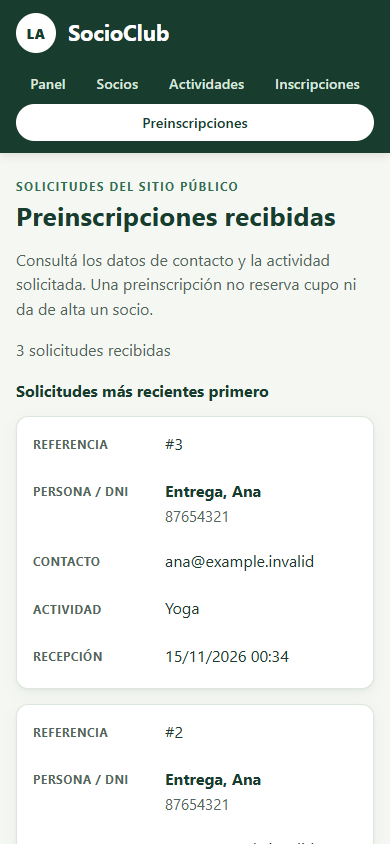 LA SocioClub
Panel Socios Actividades Inscripciones
Preinscripciones
SOLICITUDES DEL SITIO PÚBLICO
Preinscripciones recibidas
Consultá los datos de contacto y la actividad
solicitada. Una preinscripción no reserva cupo ni
da de alta un socio.
3 solicitudes recibidas
Solicitudes más recientes primero
REFERENCIA #3
PERSONA / DNI Entrega, Ana
87654321
CONTACTO ana@example.invalid
ACTIVIDAD Yoga
RECEPCIÓN 15/11/2026 00:34
REFERENCIA #2
PERSONA / DNI Entrega, Ana
87654321